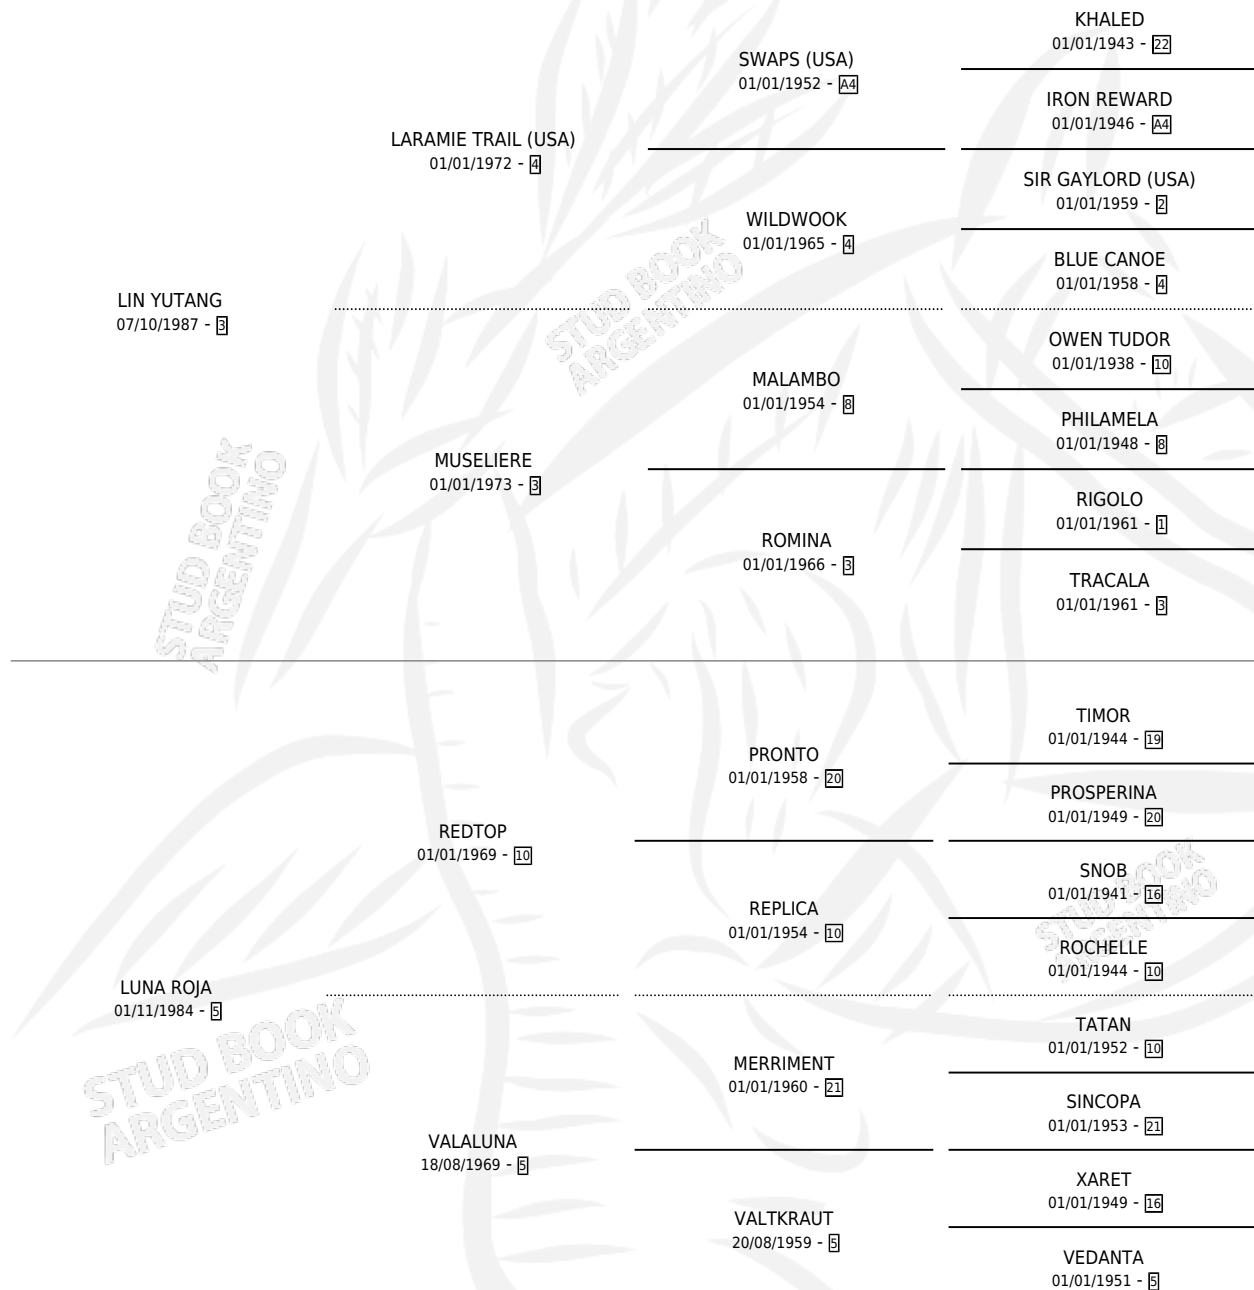 KHALED
01/01/1943 - 22
SWAPS (USA)
01/01/1952 - A4
IRON REWARD
01/01/1946 - A4
LARAMIE TRAIL (USA)
01/01/1972 - 4
SIR GAYLORD (USA)
01/01/1959 - 2
WILDWOOK
01/01/1965 - 4
BLUE CANOE
01/01/1958 - 4
LIN YUTANG
07/10/1987 - 3
OWEN TUDOR
01/01/1938 - 10
MALAMBO
01/01/1954 - 8
PHILAMELA
01/01/1948 - 8
MUSELIERE
01/01/1973 - 3
RIGOLO
01/01/1961 - 1
ROMINA
01/01/1966 - 3
TRACALA
01/01/1961 - 3
TIMOR
01/01/1944 - 19
PRONTO
01/01/1958 - 20
PROSPERINA
01/01/1949 - 20
REDTOP
01/01/1969 - 10
SNOB
01/01/1941 - 16
REPLICA
01/01/1954 - 10
ROCHELLE
01/01/1944 - 10
LUNA ROJA
01/11/1984 - 5
TATAN
01/01/1952 - 10
MERRIMENT
01/01/1960 - 21
SINCOPA
01/01/1953 - 21
VALALUNA
18/08/1969 - 5
XARET
01/01/1949 - 16
VALTKRAUT
20/08/1959 - 5
VEDANTA
01/01/1951 - 5
STUD BOOK
ARGENTINO
STUD BOOK
ARGENTINO
STUD BOOK
ARGENTINO
STUD BOOK
ARGENTINO